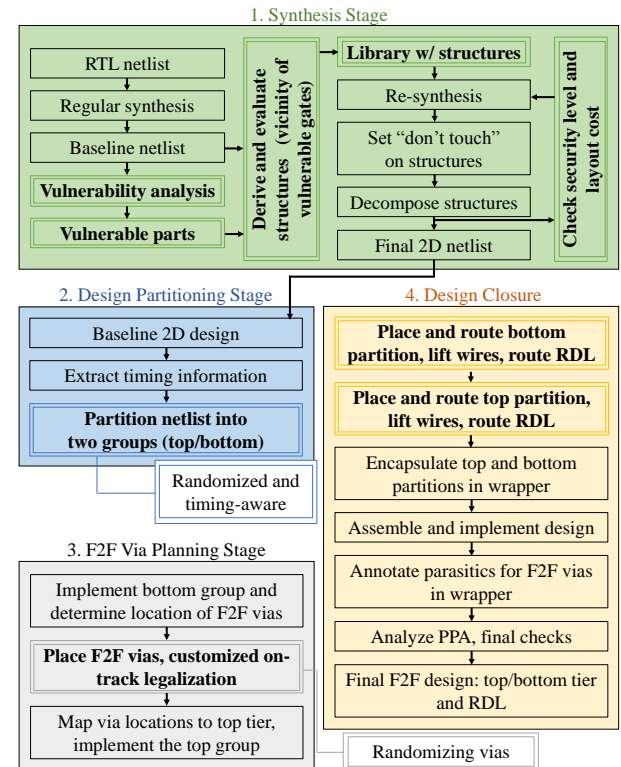 1. Synthesis Stage
RTL netlist
Regular synthesis
Baseline netlist
Vulnerability analysis
Vulnerable parts
Derive and evaluate
structures (vicinity of
vulnerable gates)
Library w/ structures
Re-synthesis
Set “don’t touch”
on structures
Decompose structures
Final 2D netlist
Check security level and
layout cost
2. Design Partitioning Stage
Baseline 2D design
Extract timing information
Partition netlist into
two groups (top/bottom)
Randomized and
timing-aware
3. F2F Via Planning Stage
Implement bottom group and
determine location of F2F vias
Place F2F vias, customized on-
track legalization
Map via locations to top tier,
implement the top group
Randomizing vias
4. Design Closure
Place and route bottom
partition, lift wires, route RDL
Place and route top partition,
lift wires, route RDL
Encapsulate top and bottom
partitions in wrapper
Assemble and implement design
Annotate parasitics for F2F vias
in wrapper
Analyze PPA, final checks
Final F2F design: top/bottom tier
and RDL